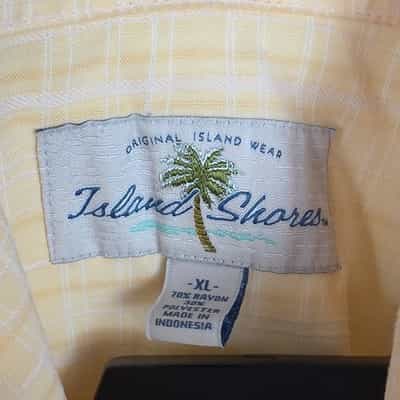 ORIGINAL ISLAND WEAR
Island Shores
-XL-
70% RAYON
30%
POLYESTER
MADE IN
INDONESIA